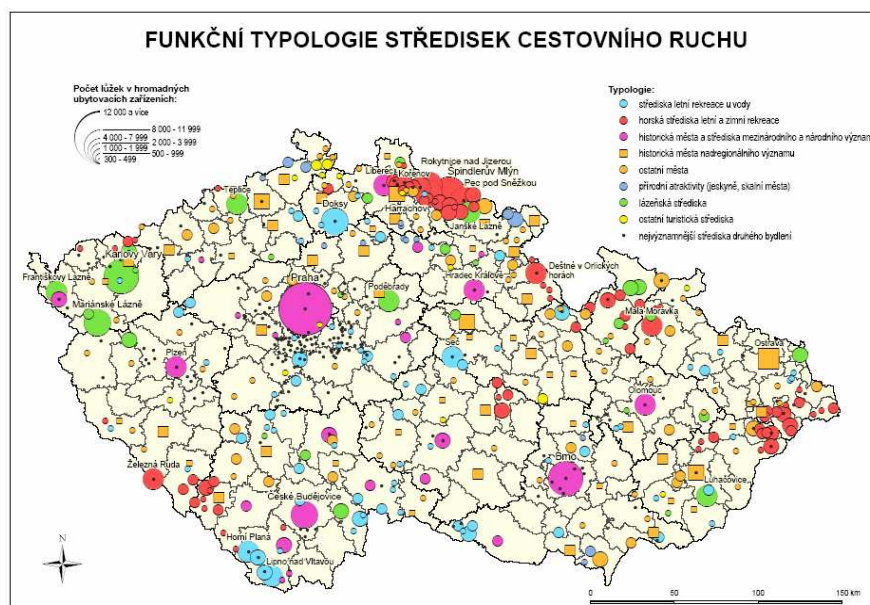 FUNKČNÍ TYPOLOGIE STŘEDISEK CESTOVNÍHO RUCHU
Počet lůžek v hromadných
ubytovacích zařízeních:
12 000 a více
8 000 - 11 999
4 000 - 7 999
2 000 - 3 999
1 000 - 1 999
500 - 999
300 - 499
Typologie:
střediska letní rekreace u vody
horská střediska letní a zimní rekreace
historická města a střediska mezinárodního a národního význam
historická města nadregionálního významu
ostatní města
přírodní atraktivity (jeskyně, skalní města)
lázeňská střediska
ostatní turistická střediska
nejvýznamnější střediska druhého bydlení
Rokytnice nad Jizerou
Liberec
Kořenov
Špindlerův Mlýn
Pec pod Sněžkou
Teplice
Harrachov
Doksy
Janské Lázně
Karlovy Vary
Františkovy Lázně
Deštné v Orlických
horách
Praha
Poděbrady
Hradec Králové
Mariánské Lázně
Malá Morávka
Plzeň
Seč
Ostrava
Olomouc
Železná Ruda
Brno
Luhačovice
České Budějovice
Horní Planá
Lipno nad Vltavou
N
0
50
100
150 km